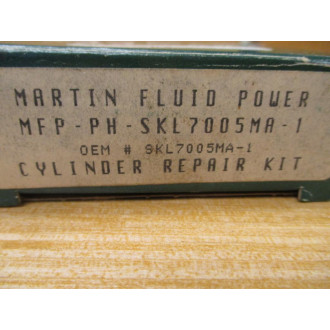 MARTIN FLUID POWER
MFP-PH-SKL7005MA-1
OEM # SKL7005MA-1
CYLINDER REPAIR KIT